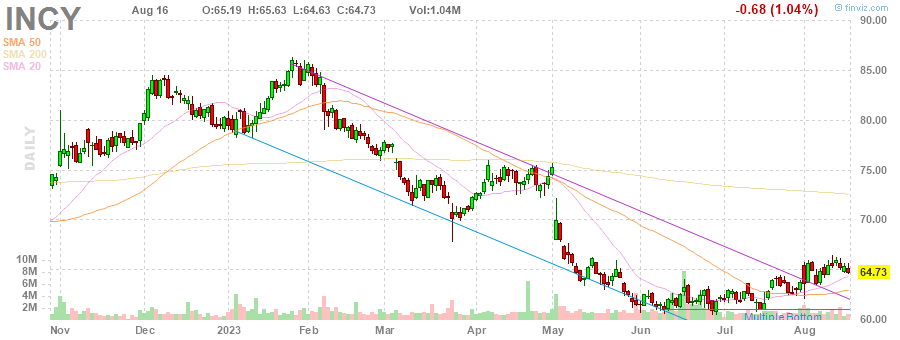 INCY Aug 16 O:65.19 H:65.63 L:64.63 C:64.73 Vol:1.04M -0.68 (1.04%) © finviz.com
SMA 50
SMA 200
SMA 20
DAILY
90.00
85.00
80.00
75.00
70.00
64.73
60.00
10M
8M
6M
4M
2M
Multiple Bottom
Nov Dec 2023 Feb Mar Apr May Jun Jul Aug